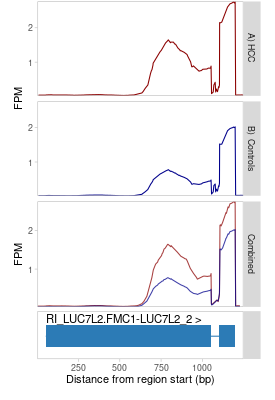 2
1
FPM
A) HCC
2
1
B) Controls
2
1
FPM
Combined
RI_LUC7L2.FMC1-LUC7L2_2 >
250 500 750 1000
Distance from region start (bp)